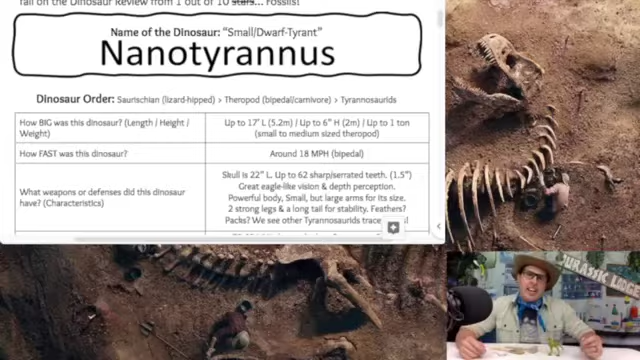 fall on the Dinosaur Review from 1 out of 10 stars... Fossils!
Name of the Dinosaur: "Small/Dwarf-Tyrant"
Nanotyrannus
Dinosaur Order: Saurischian (lizard-hipped) > Theropod (bipedal/carnivore) > Tyrannosaurids
How BIG was this dinosaur? (Length / Height / Weight)
Up to 17' L (5.2m) / Up to 6" H (2m) / Up to 1 ton
(small to medium sized theropod)
How FAST was this dinosaur?
Around 18 MPH (bipedal)
What weapons or defenses did this dinosaur have? (Characteristics)
Skull is 22" L. Up to 62 sharp/serrated teeth. (1.5")
Great eagle-like vision & depth perception.
Powerful body, Small, but large arms for its size.
2 strong legs & a long tail for stability. Feathers?
Packs? We see other Tyrannosaurids
JURASSIC LODGE